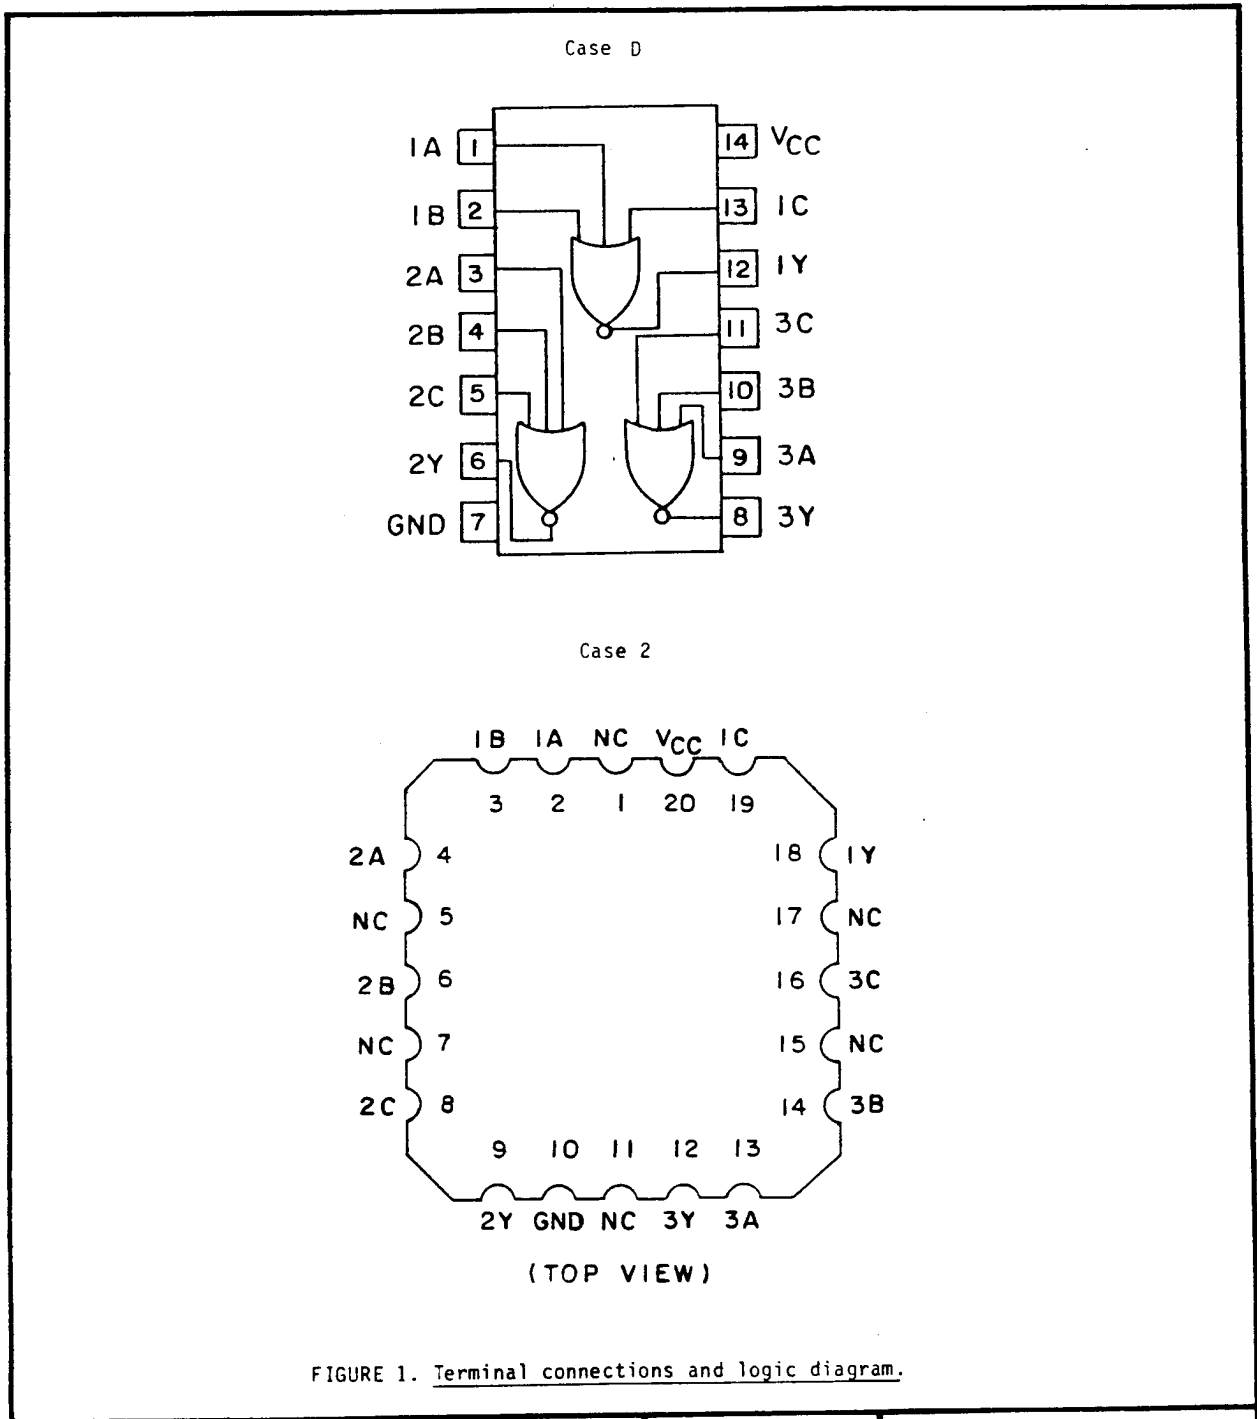 Case D
1A 1 14 VCC
1B 2 13 1C
2A 3 12 1Y
2B 4 11 3C
2C 5 10 3B
2Y 6 9 3A
GND 7 8 3Y
Case 2
1B 1A NC VCC 1C
3 2 1 20 19
2A 4 18 1Y
NC 5 17 NC
2B 6 16 3C
NC 7 15 NC
2C 8 14 3B
9 10 11 12 13
2Y GND NC 3Y 3A
(TOP VIEW)
FIGURE 1. Terminal connections and logic diagram.